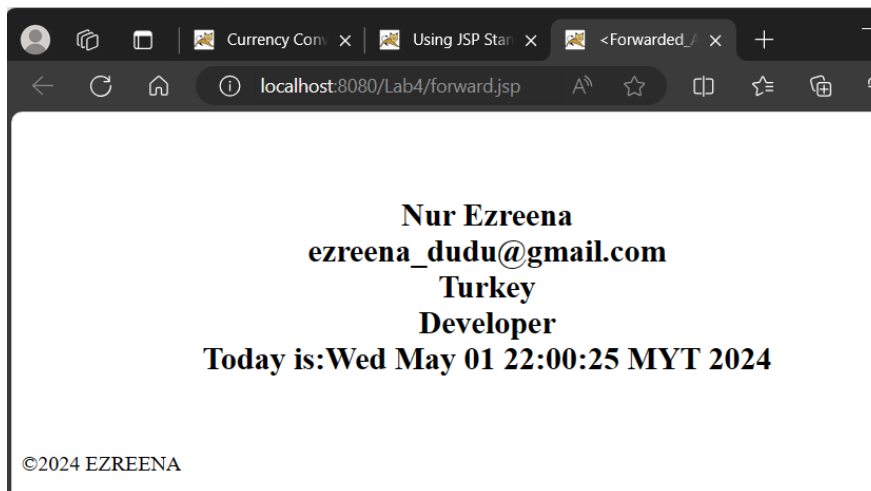 Currency Conv
Using JSP Stan
<Forwarded_A
localhost:8080/Lab4/forward.jsp
Nur Ezreena
ezreena_dudu@gmail.com
Turkey
Developer
Today is:Wed May 01 22:00:25 MYT 2024
©2024 EZREENA